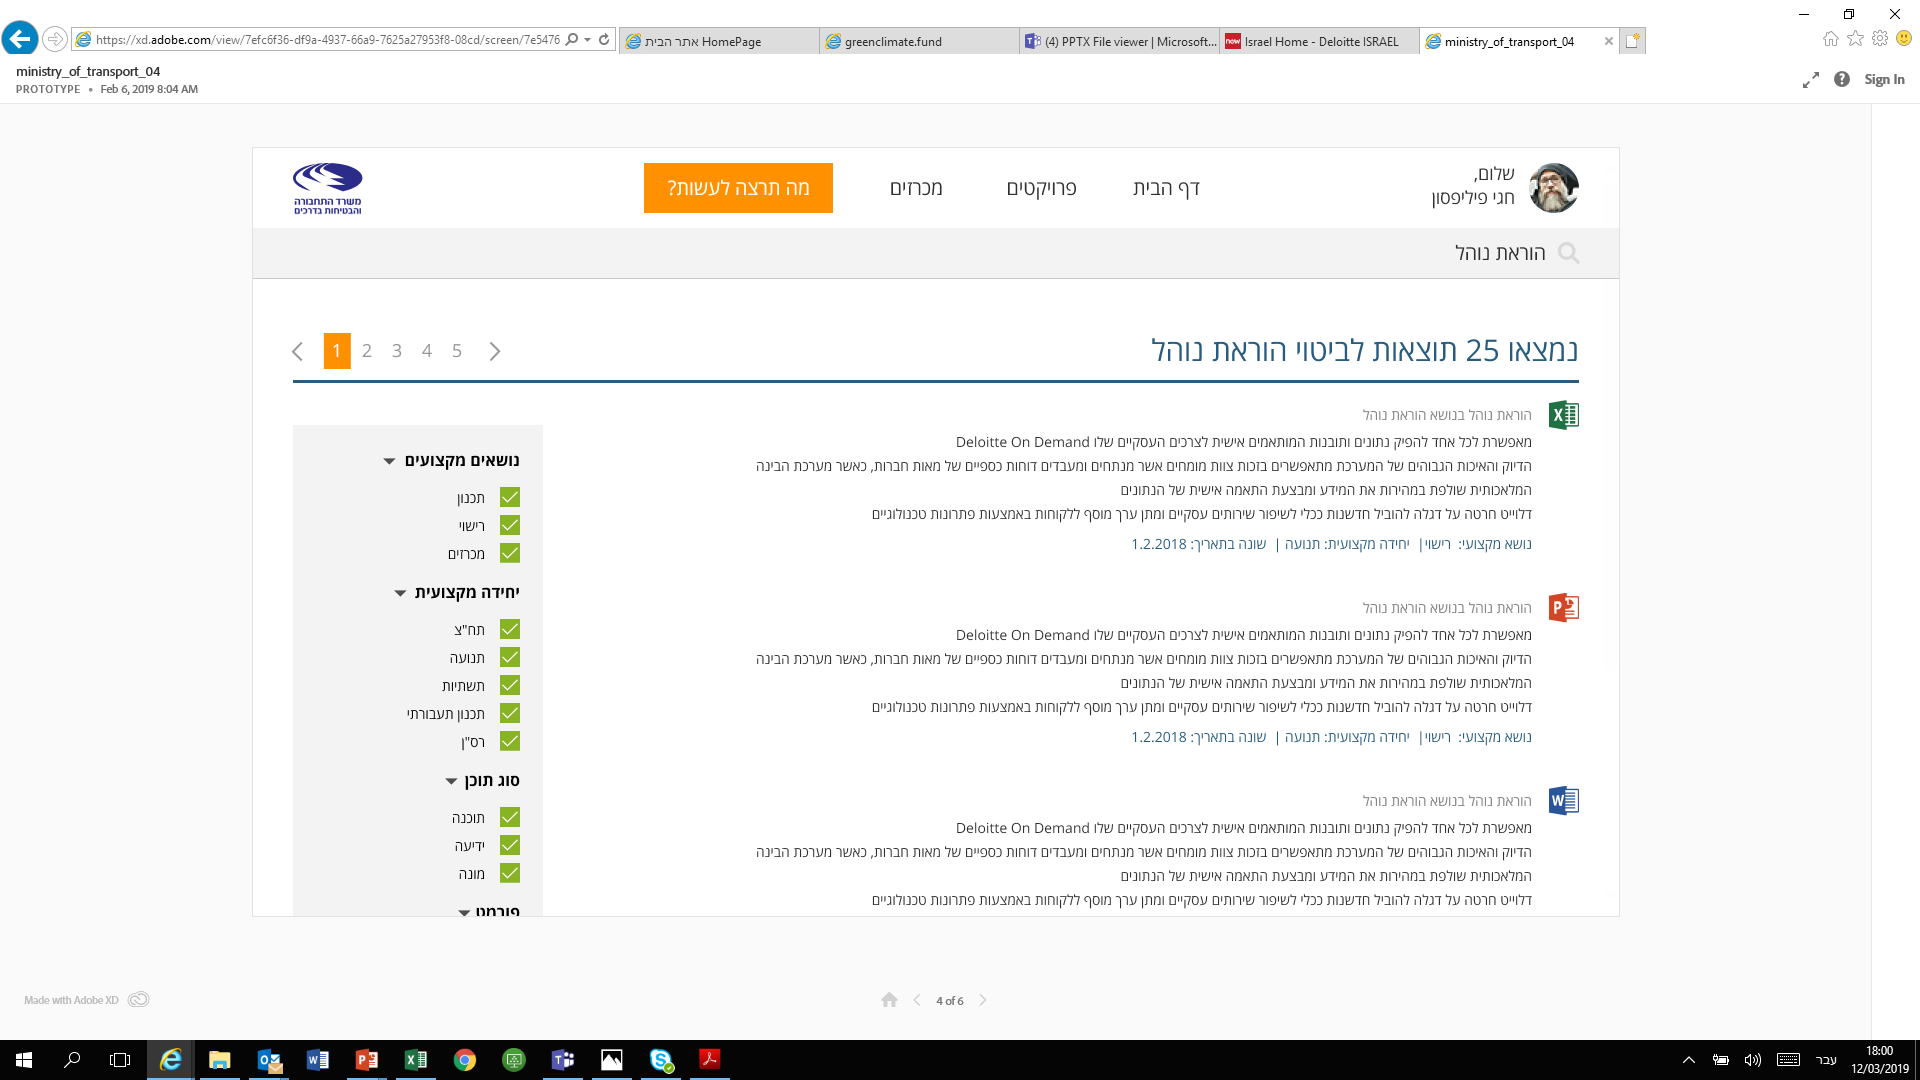 https://xd.adobe.com/view/7efc6f36-df9a-4937-66a9-7625a27953f8-08cd/screen/7e5476
אתר הבית HomePage
greenclimate.fund
(4) PPTX File viewer | Microsoft...
Israel Home - Deloitte ISRAEL
ministry_of_transport_04
ministry_of_transport_04
PROTOTYPE • Feb 6, 2019 8:04 AM
Sign In
שלום,
חגי פיליפסון
דף הבית
פרויקטים
מכרזים
מה תרצה לעשות?
משרד התחבורה
והבטיחות בדרכים
הוראת נוהל
נמצאו 25 תוצאות לביטוי הוראת נוהל
1 2 3 4 5
הוראת נוהל בנושא הוראת נוהל
מאפשרת לכל אחד להפיק נתונים ותובנות המותאמים אישית לצרכים העסקיים שלו Deloitte On Demand
הדיוק והאיכות הגבוהים של המערכת מתאפשרים בזכות צוות מומחים אשר מנתחים ומעבדים דוחות כספיים של מאות חברות, כאשר מערכת הבינה
המלאכותית שולפת במהירות את המידע ומבצעת התאמה אישית של הנתונים
דלוייט חרטה על דגלה להוביל חדשנות ככלי לשיפור שירותים עסקיים ומתן ערך מוסף ללקוחות באמצעות פתרונות טכנולוגיים
נושא מקצועי: רישוי | יחידה מקצועית: תנועה | שונה בתאריך: 1.2.2018
הוראת נוהל בנושא הוראת נוהל
מאפשרת לכל אחד להפיק נתונים ותובנות המותאמים אישית לצרכים העסקיים שלו Deloitte On Demand
הדיוק והאיכות הגבוהים של המערכת מתאפשרים בזכות צוות מומחים אשר מנתחים ומעבדים דוחות כספיים של מאות חברות, כאשר מערכת הבינה
המלאכותית שולפת במהירות את המידע ומבצעת התאמה אישית של הנתונים
דלוייט חרטה על דגלה להוביל חדשנות ככלי לשיפור שירותים עסקיים ומתן ערך מוסף ללקוחות באמצעות פתרונות טכנולוגיים
נושא מקצועי: רישוי | יחידה מקצועית: תנועה | שונה בתאריך: 1.2.2018
הוראת נוהל בנושא הוראת נוהל
מאפשרת לכל אחד להפיק נתונים ותובנות המותאמים אישית לצרכים העסקיים שלו Deloitte On Demand
הדיוק והאיכות הגבוהים של המערכת מתאפשרים בזכות צוות מומחים אשר מנתחים ומעבדים דוחות כספיים של מאות חברות, כאשר מערכת הבינה
המלאכותית שולפת במהירות את המידע ומבצעת התאמה אישית של הנתונים
דלוייט חרטה על דגלה להוביל חדשנות ככלי לשיפור שירותים עסקיים ומתן ערך מוסף ללקוחות באמצעות פתרונות טכנולוגיים
נושאים מקצועים
תכנון
רישוי
מכרזים
יחידה מקצועית
תח"צ
תנועה
תשתיות
תכנון תעבורתי
רס"ן
סוג תוכן
תוכנה
ידיעה
מונה
פורמט
Made with Adobe XD
4 of 6
עבר
18:00
12/03/2019